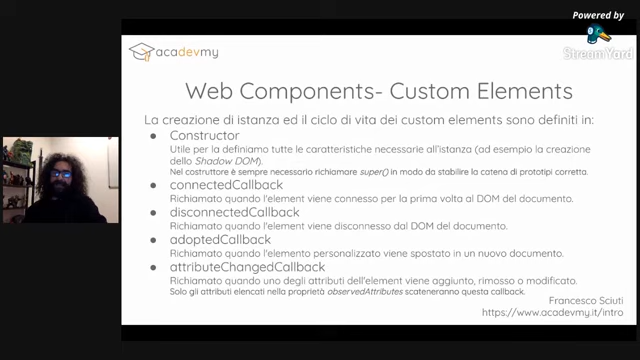 Powered by
StreamYard
acadevmy
Web Components- Custom Elements
La creazione di istanza ed il ciclo di vita dei custom elements sono definiti in:
● Constructor
Utile per la definiamo tutte le caratteristiche necessarie all'istanza (ad esempio la creazione
dello Shadow DOM).
Nel costruttore è sempre necessario richiamare super() in modo da stabilire la catena di prototipi corretta.
● connectedCallback
Richiamato quando l'element viene connesso per la prima volta al DOM del documento.
● disconnectedCallback
Richiamato quando l'element viene disconnesso dal DOM del documento.
● adoptedCallback
Richiamato quando l'elemento personalizzato viene spostato in un nuovo documento.
● attributeChangedCallback
Richiamato quando uno degli attributi dell'element viene aggiunto, rimosso o modificato.
Solo gli attributi elencati nella proprietà observedAttributes scateneranno questa callback.
Francesco Sciuti
https://www.acadevmy.it/intro